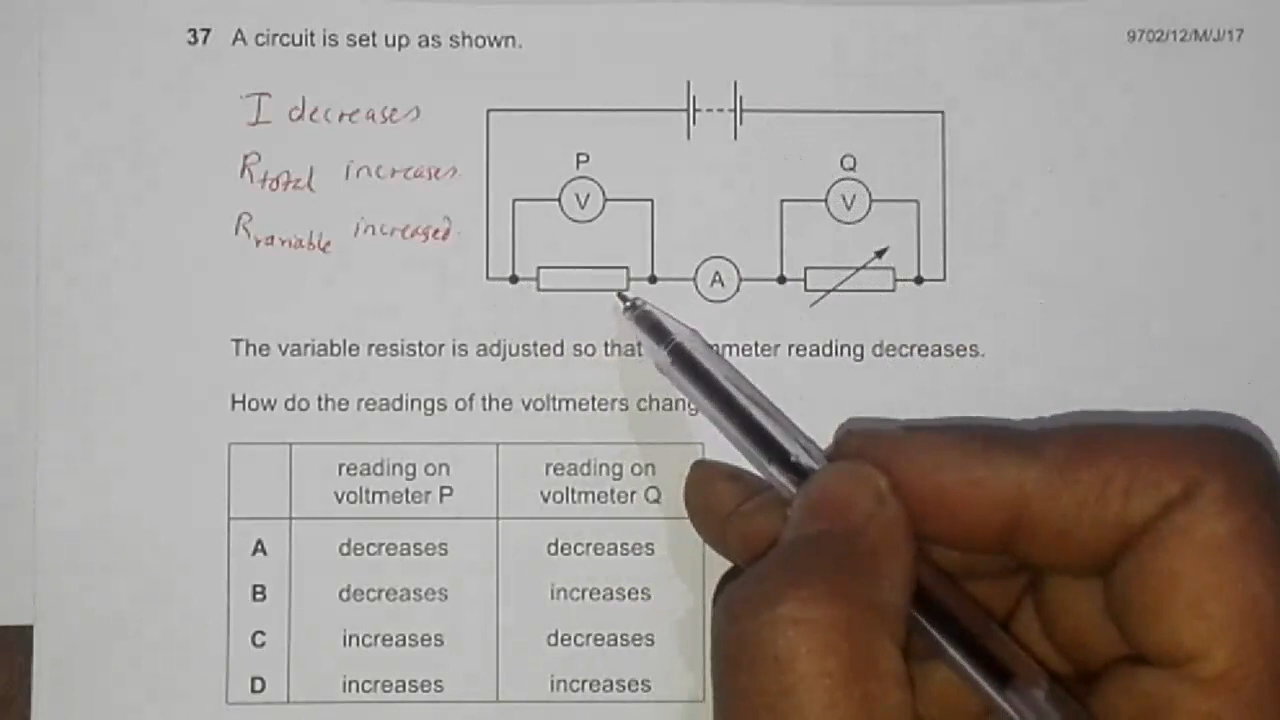 37 A circuit is set up as shown.
9702/12/M/J/17
I decreases
Rtotal increases
Rvariable increased.
P
V
Q
V
A
The variable resistor is adjusted so that meter reading decreases.
How do the readings of the voltmeters
reading on voltmeter P
reading on voltmeter Q
A decreases decreases
B decreases increases
C increases decreases
D increases increases